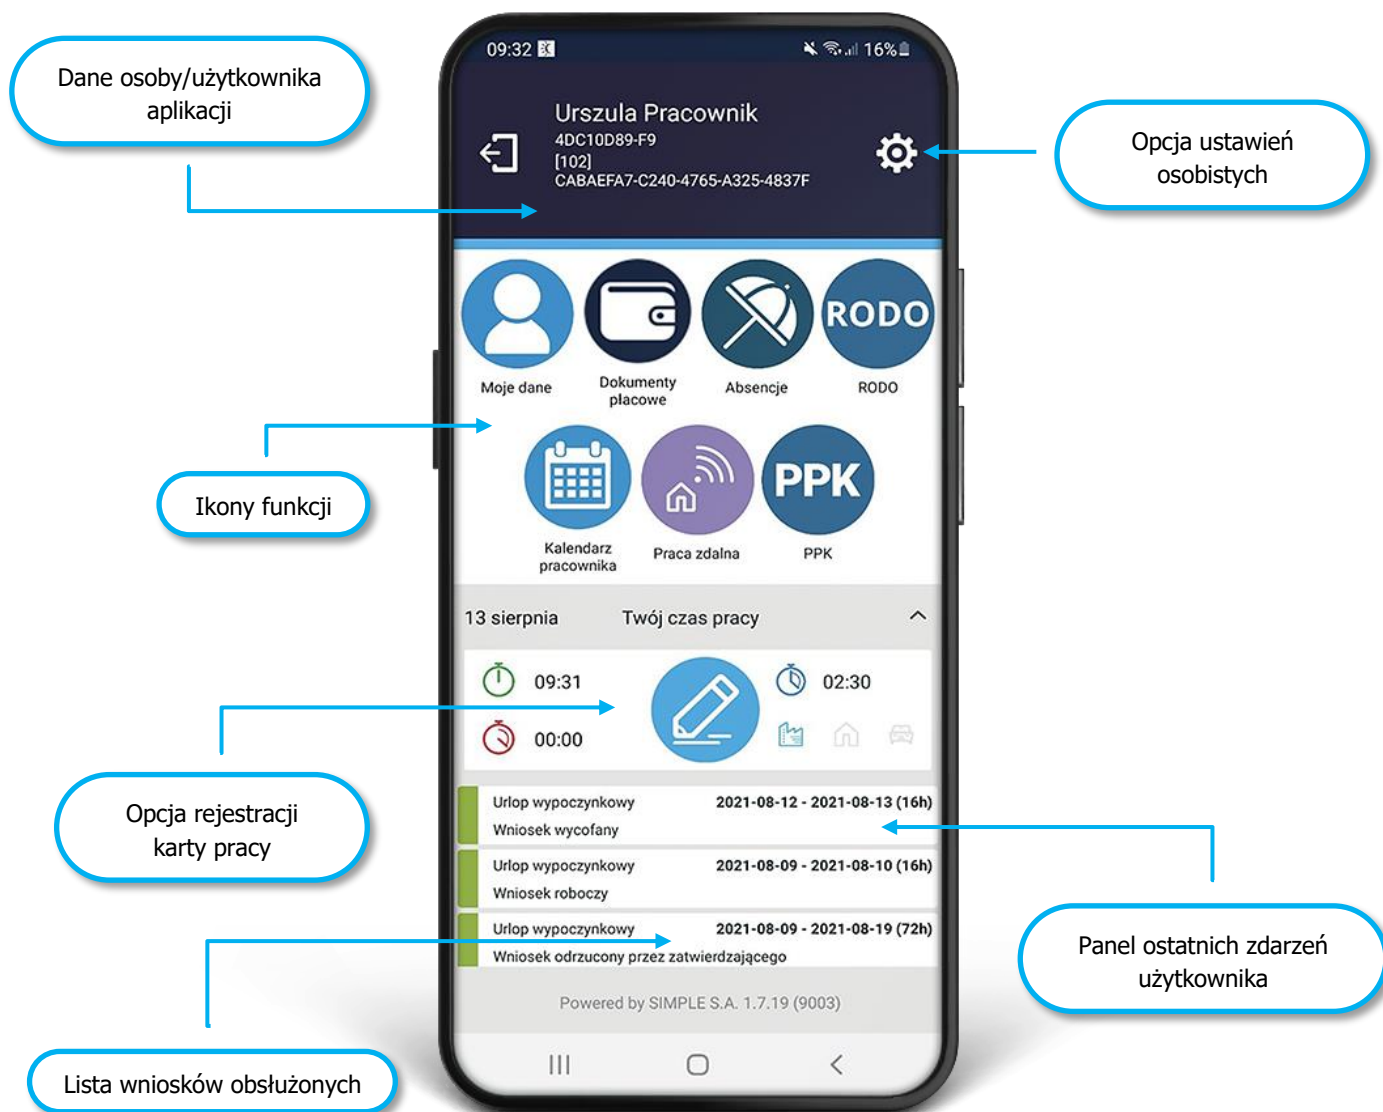 09:32
16%
Dane osoby/użytkownika
aplikacji
Urszula Pracownik
4DC10D89-F9
[102]
CABAEFA7-C240-4765-A325-4837F
Opcja ustawień
osobistych
RODO
Moje dane
Dokumenty
płacowe
Absencje
RODO
Ikony funkcji
PPK
Kalendarz
pracownika
Praca zdalna
PPK
13 sierpnia
Twój czas pracy
09:31
02:30
00:00
Opcja rejestracji
karty pracy
Urlop wypoczynkowy 2021-08-12 - 2021-08-13 (16h)
Wniosek wycofany
Urlop wypoczynkowy 2021-08-09 - 2021-08-10 (16h)
Wniosek roboczy
Urlop wypoczynkowy 2021-08-09 - 2021-08-19 (72h)
Wniosek odrzucony przez zatwierdzającego
Panel ostatnich zdarzeń
użytkownika
Powered by SIMPLE S.A. 1.7.19 (9003)
Lista wniosków obsłużonych